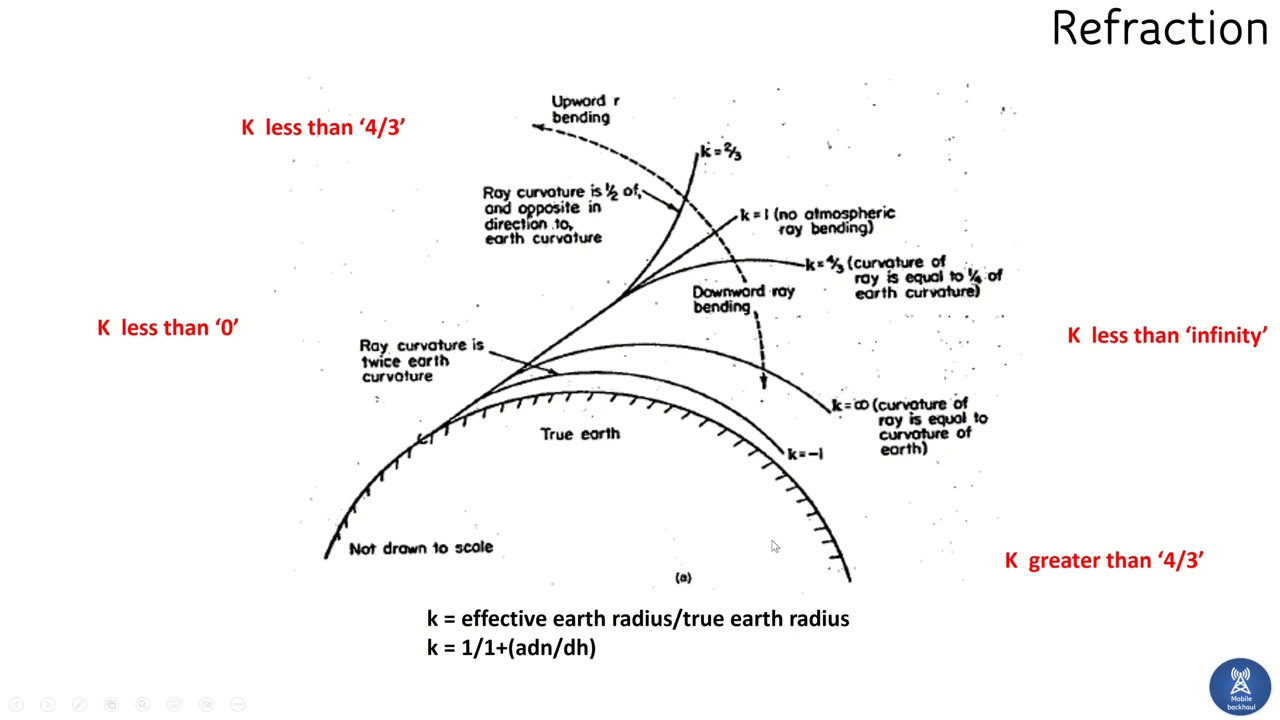 Refraction
K less than ‘4/3’
Upward r
bending
k = 2/3
Ray curvature is 1/2 of,
and opposite in
direction to,
earth curvature
k = 1 (no atmospheric
ray bending)
k = 4/3 (curvature of
ray is equal to 1/4 of
earth curvature)
Downward ray
bending
K less than ‘0’
K less than ‘infinity’
Ray curvature is
twice earth
curvature
k = ∞ (curvature of
ray is equal to
curvature of
earth)
True earth
k = -1
Not drawn to scale
K greater than ‘4/3’
(a)
k = effective earth radius/true earth radius
k = 1/1+(adn/dh)
Mobile
backhaul